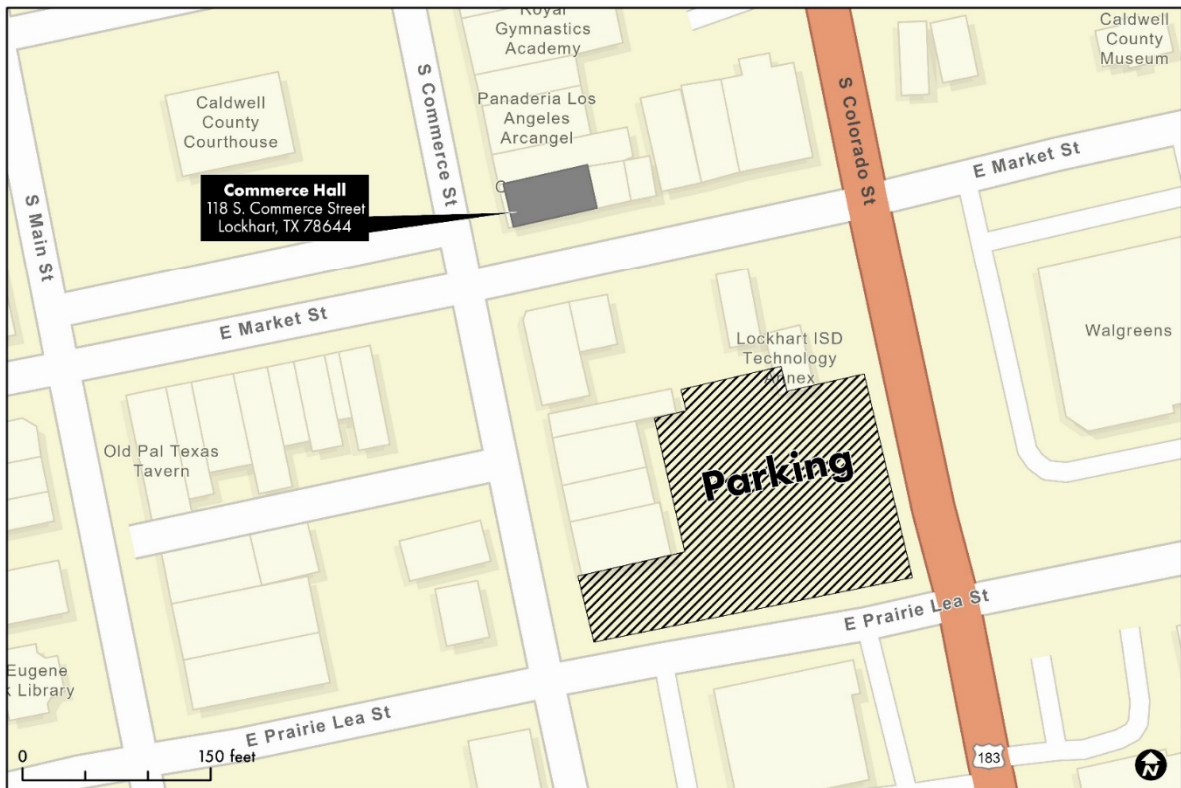 Royal
Gymnastics
Academy
Caldwell
County
Museum
Caldwell
County
Courthouse
S Commerce St
Panaderia Los
Angeles
Arcangel
S Colorado St
E Market St
Commerce Hall
118 S. Commerce Street
Lockhart, TX 78644
S Main St
E Market St
Lockhart ISD
Technology
Annex
Walgreens
Old Pal Texas
Tavern
Parking
E Prairie Lea St
Eugene
k Library
E Prairie Lea St
0
150 feet
183
N